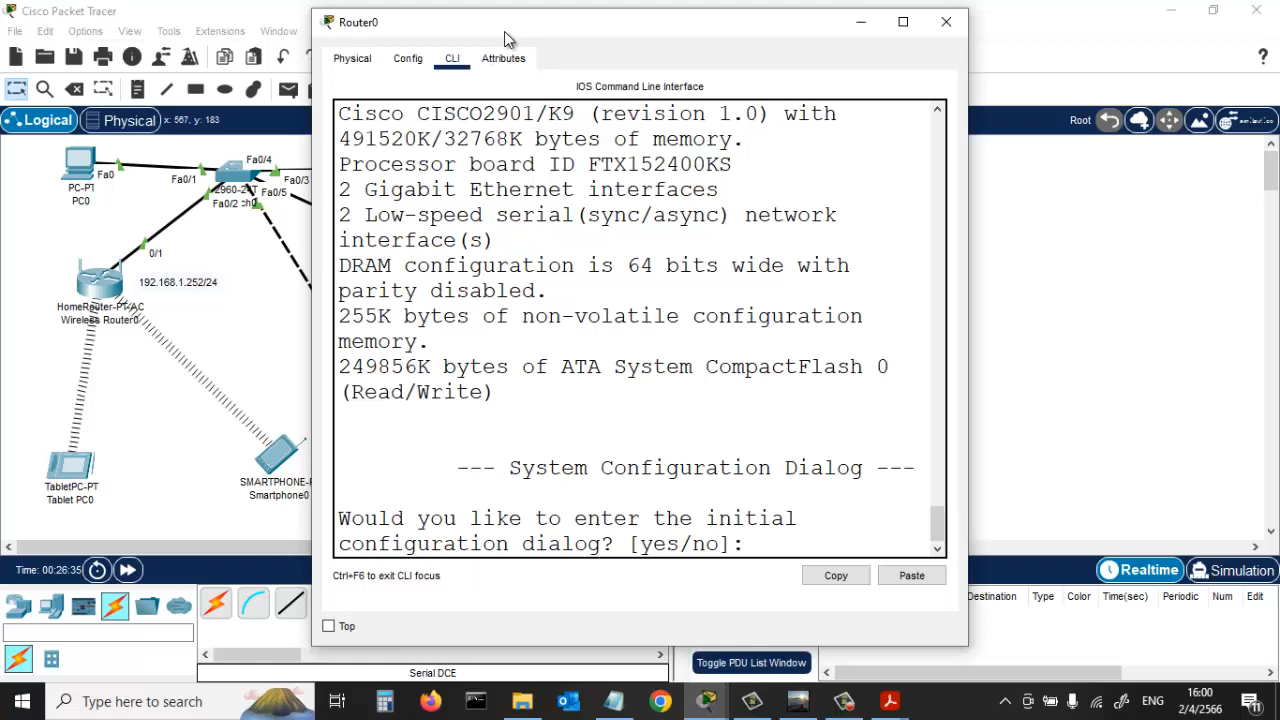 Cisco Packet Tracer
File Edit Options View Tools Extensions Window
Logical Physical x: 567, y: 183
Root
Fa0/4
PC-PT
PC0
Fa0
Fa0/1
Fa0/3
Fa0/5
Fa0/2
0/1
192.168.1.252/24
HomeRouter-PT-AC
Wireless Router0
TabletPC-PT
Tablet PC0
SMARTPHONE-
Smartphone0
Router0
Physical Config CLI Attributes
IOS Command Line Interface
Cisco CISCO2901/K9 (revision 1.0) with
491520K/32768K bytes of memory.
Processor board ID FTX152400KS
2 Gigabit Ethernet interfaces
2 Low-speed serial(sync/async) network
interface(s)
DRAM configuration is 64 bits wide with
parity disabled.
255K bytes of non-volatile configuration
memory.
249856K bytes of ATA System CompactFlash 0
(Read/Write)
--- System Configuration Dialog ---
Would you like to enter the initial
configuration dialog? [yes/no]:
Ctrl+F6 to exit CLI focus
Copy Paste
Top
Time: 00:26:35
Realtime Simulation
Destination Type Color Time(sec) Periodic Num Edit
Serial DCE
Toggle PDU List Window
Type here to search
ENG
16:00
2/4/2566
11